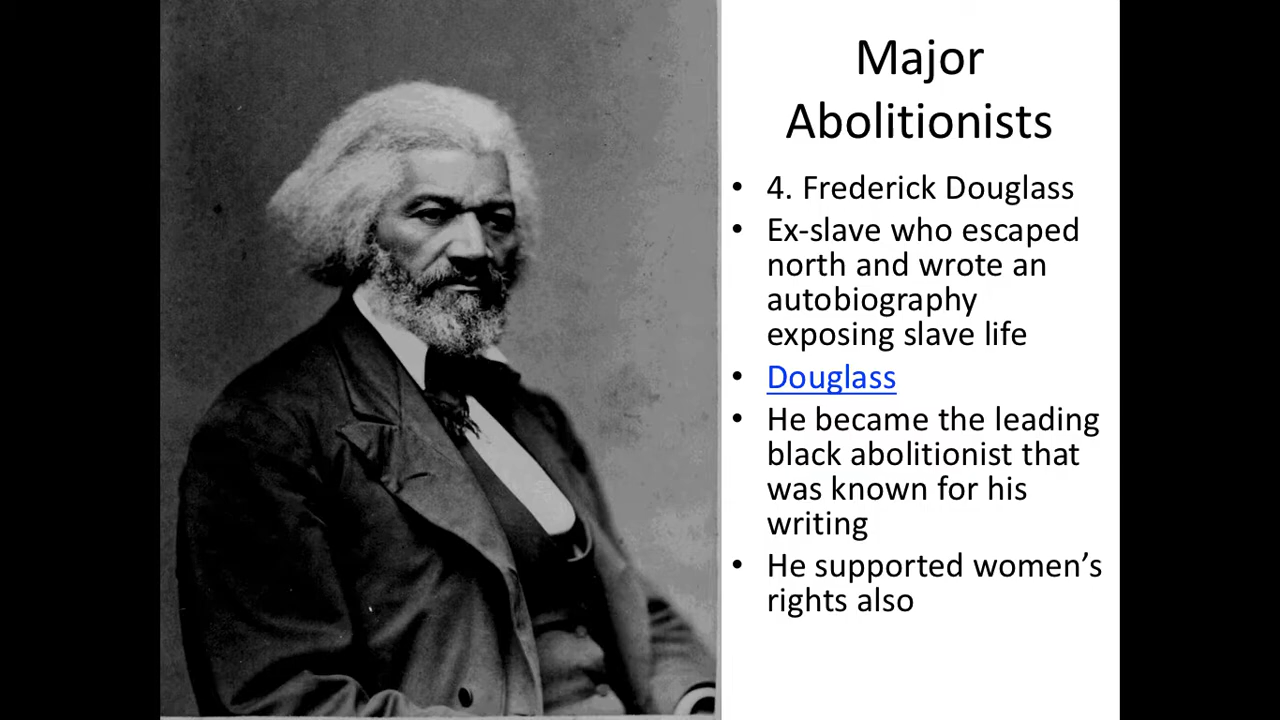 Major
Abolitionists
• 4. Frederick Douglass
• Ex-slave who escaped
north and wrote an
autobiography
exposing slave life
• Douglass
• He became the leading
black abolitionist that
was known for his
writing
• He supported women’s
rights also